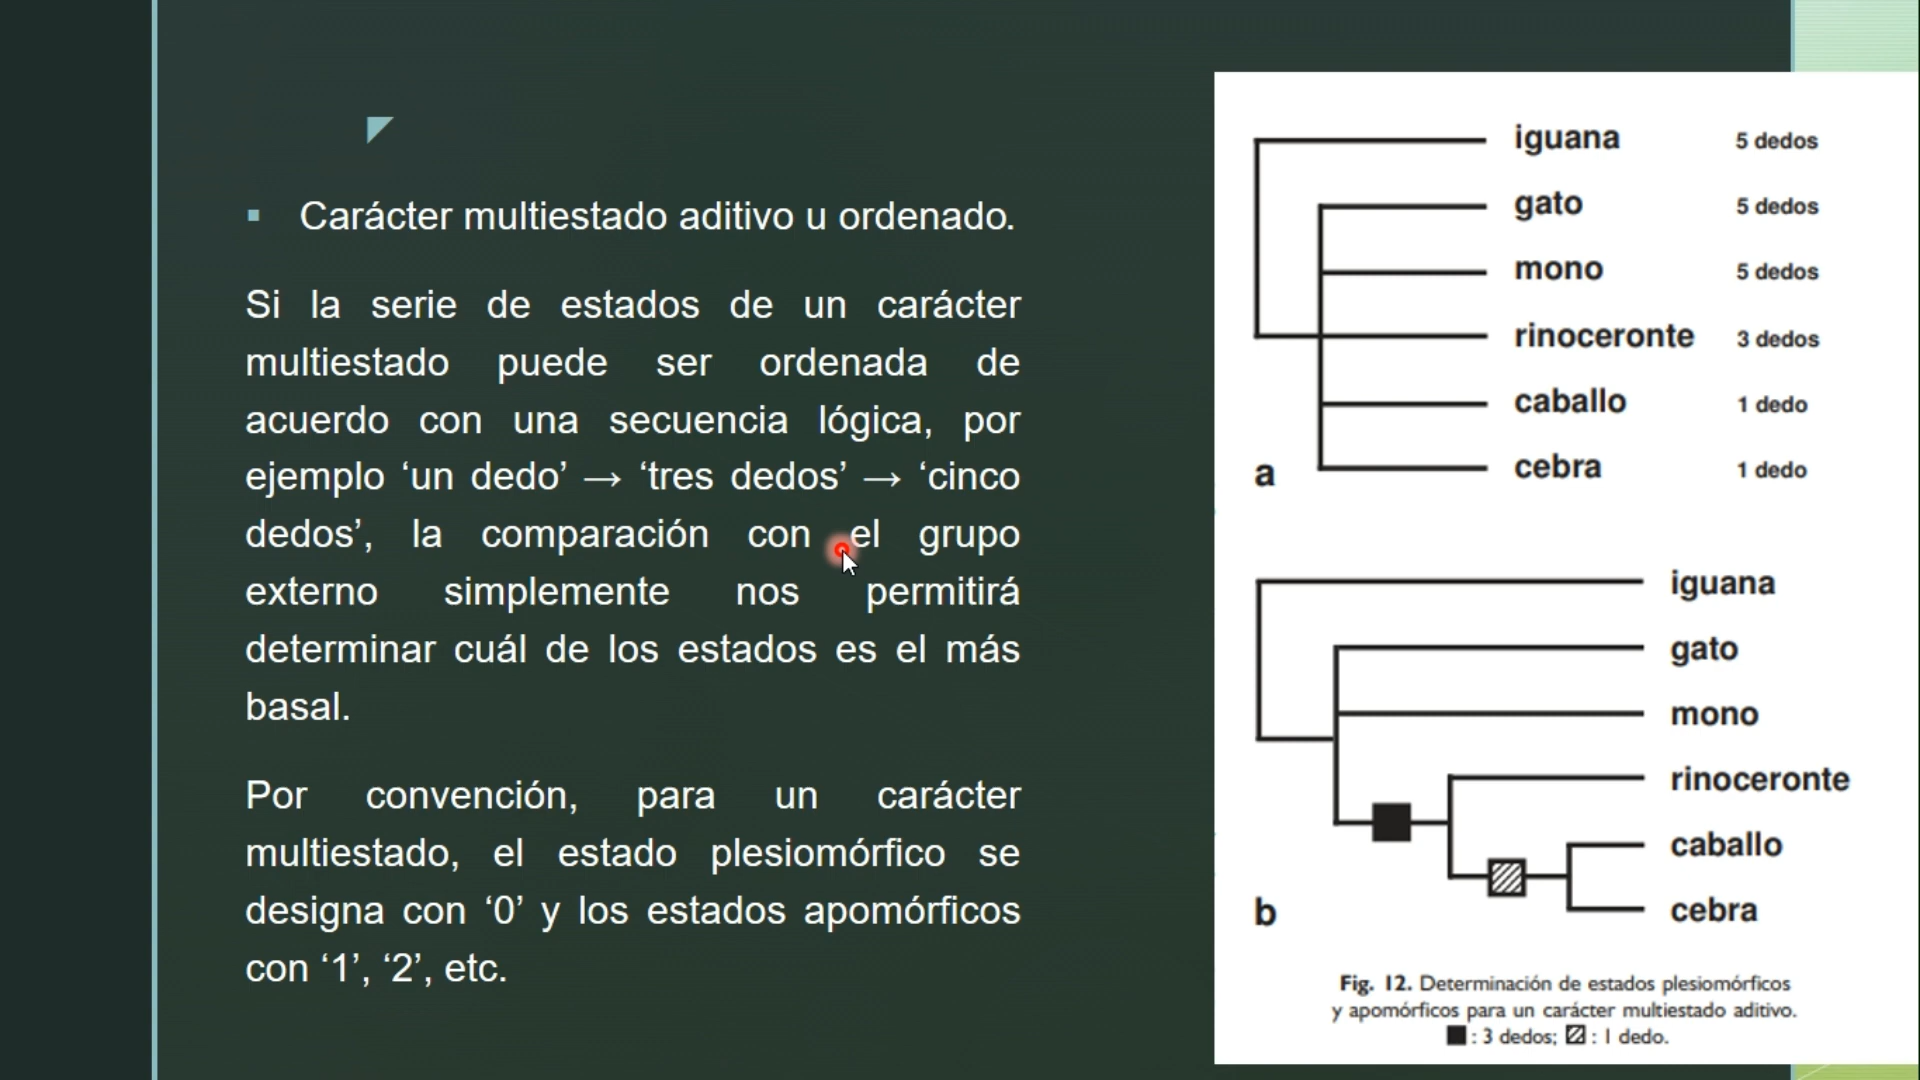 Carácter multiestado aditivo u ordenado.
Si la serie de estados de un carácter
multiestado puede ser ordenada de
acuerdo con una secuencia lógica, por
ejemplo ‘un dedo’ → ‘tres dedos’ → ‘cinco
dedos’, la comparación con el grupo
externo simplemente nos permitirá
determinar cuál de los estados es el más
basal.
Por convención, para un carácter
multiestado, el estado plesiomórfico se
designa con ‘0’ y los estados apomórficos
con ‘1’, ‘2’, etc.
iguana 5 dedos
gato 5 dedos
mono 5 dedos
rinoceronte 3 dedos
caballo 1 dedo
cebra 1 dedo
a
iguana
gato
mono
rinoceronte
caballo
cebra
b
Fig. 12. Determinación de estados plesiomórficos
y apomórficos para un carácter multiestado aditivo.
: 3 dedos; : 1 dedo.